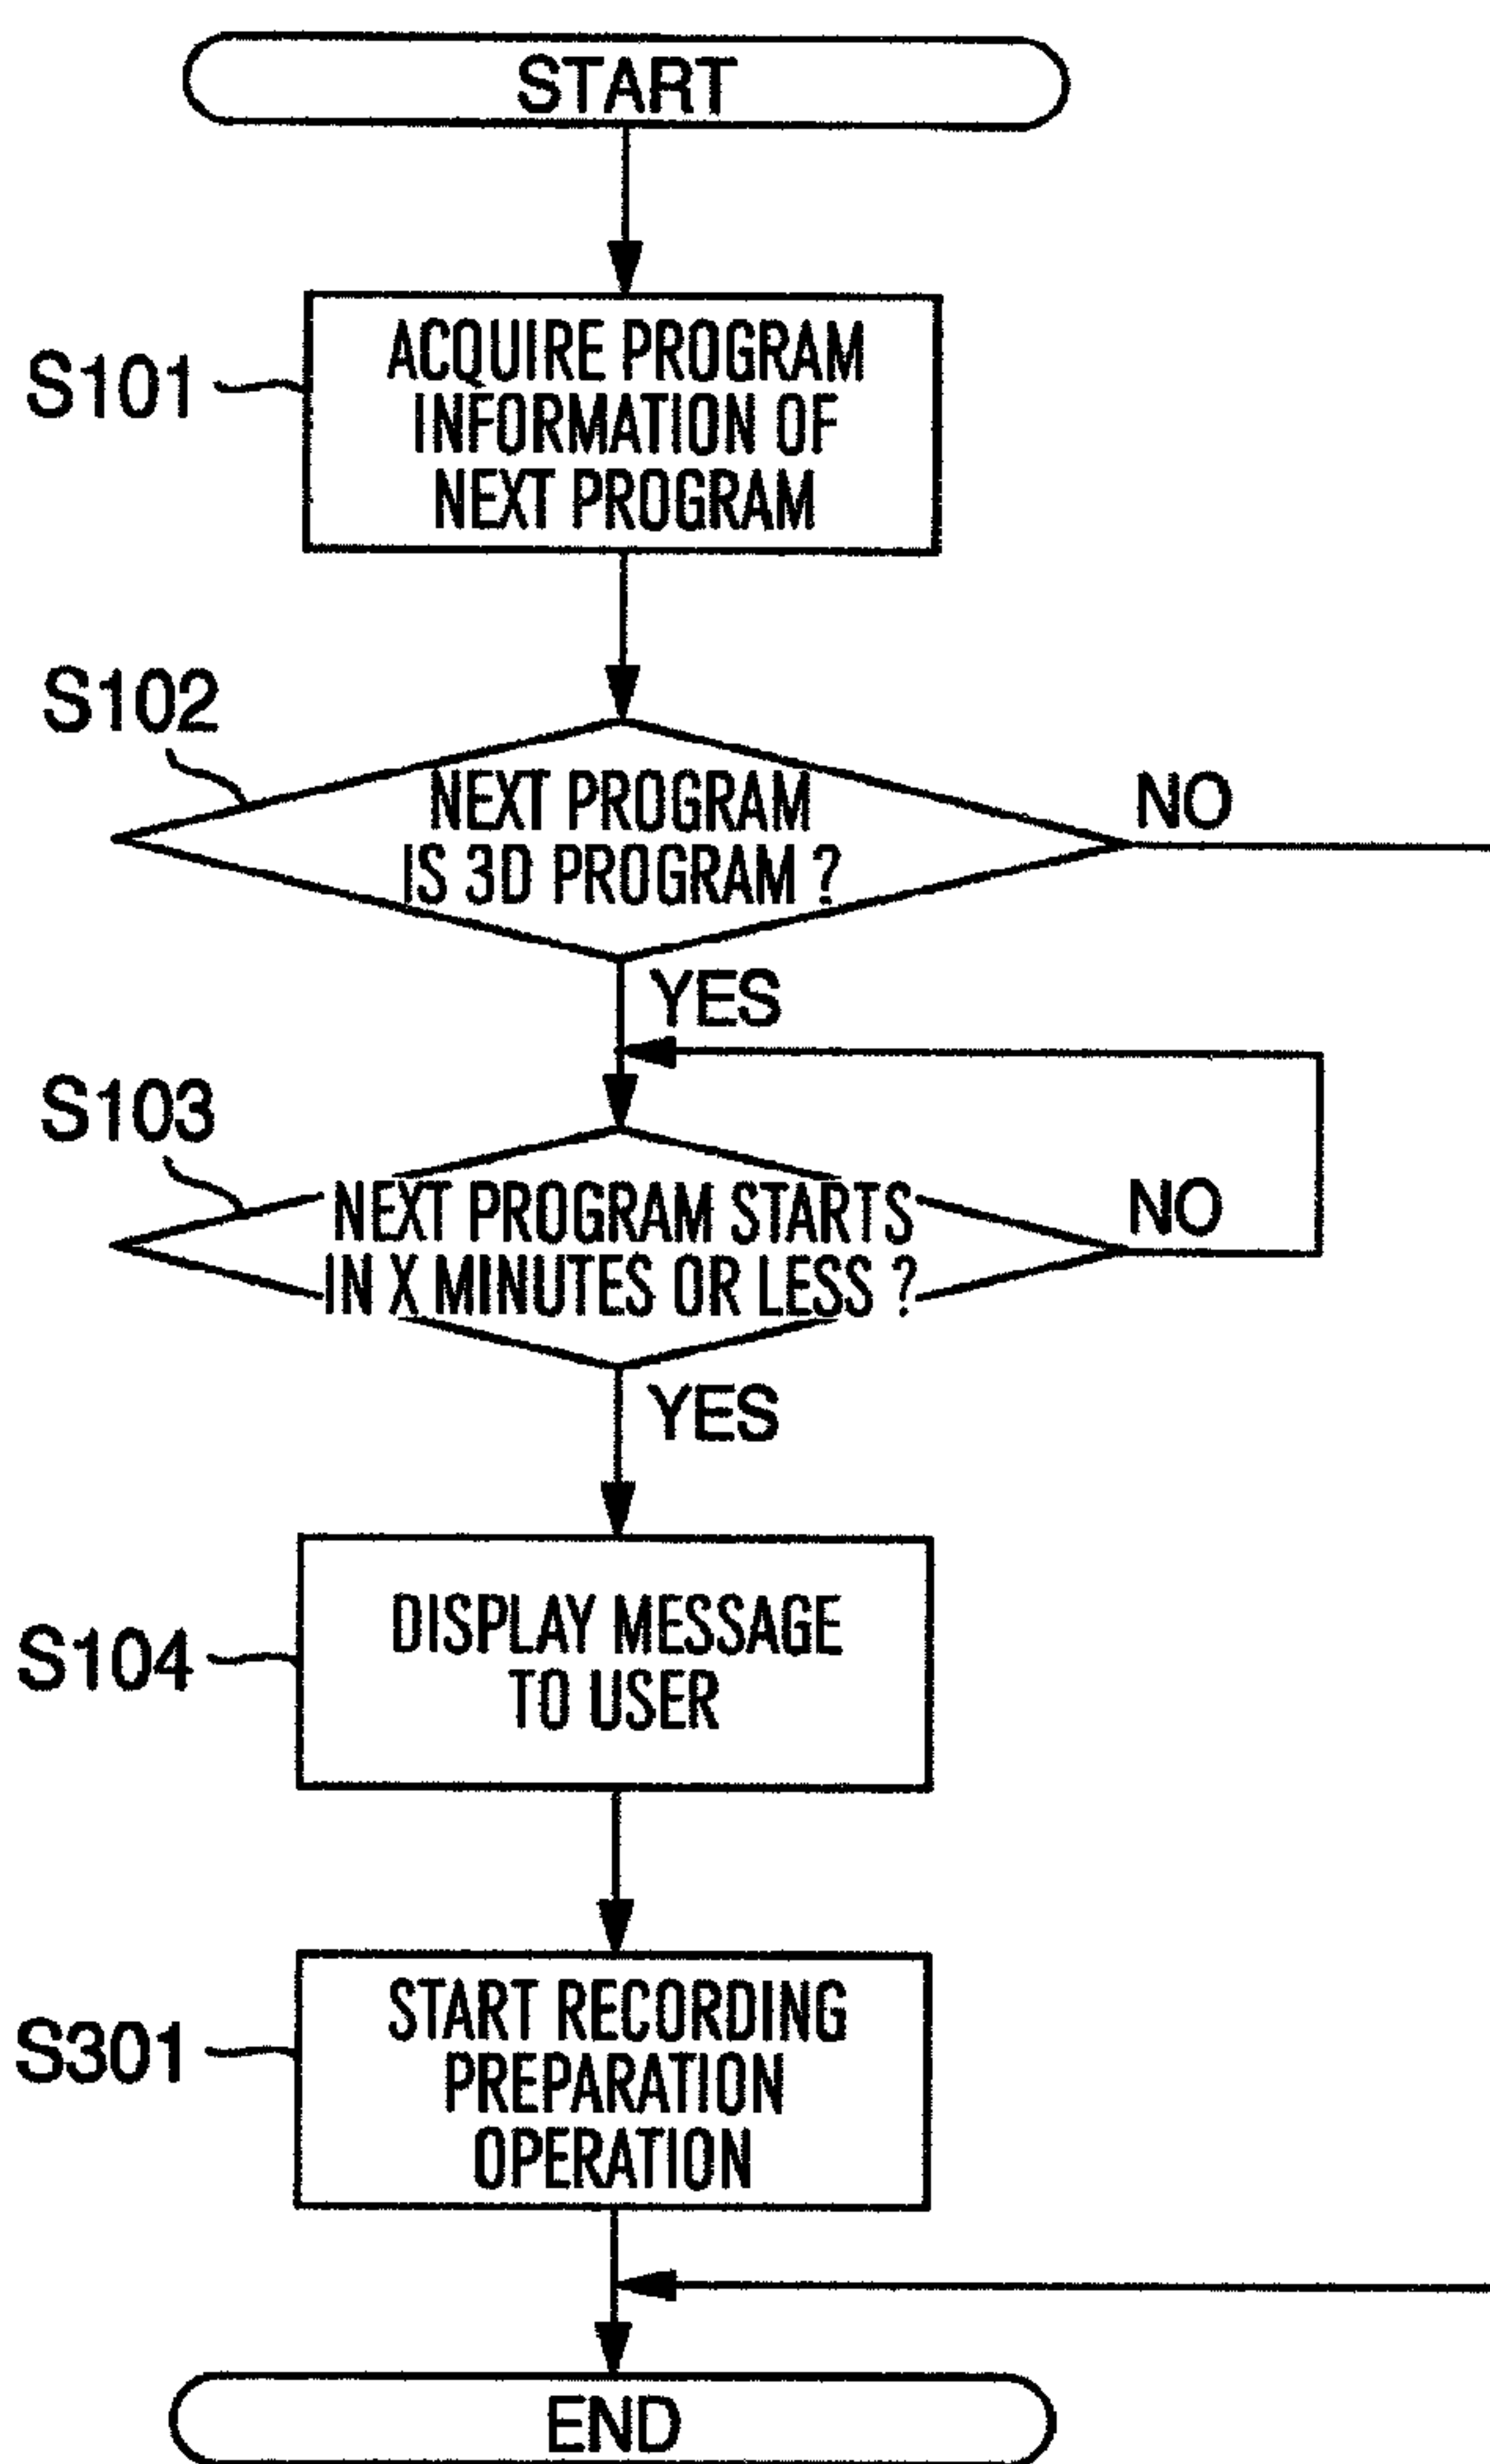 START
S101
ACQUIRE PROGRAM
INFORMATION OF
NEXT PROGRAM
S102
NEXT PROGRAM
IS 3D PROGRAM ?
NO
YES
S103
NEXT PROGRAM STARTS
IN X MINUTES OR LESS ?
NO
YES
S104
DISPLAY MESSAGE
TO USER
S301
START RECORDING
PREPARATION
OPERATION
END